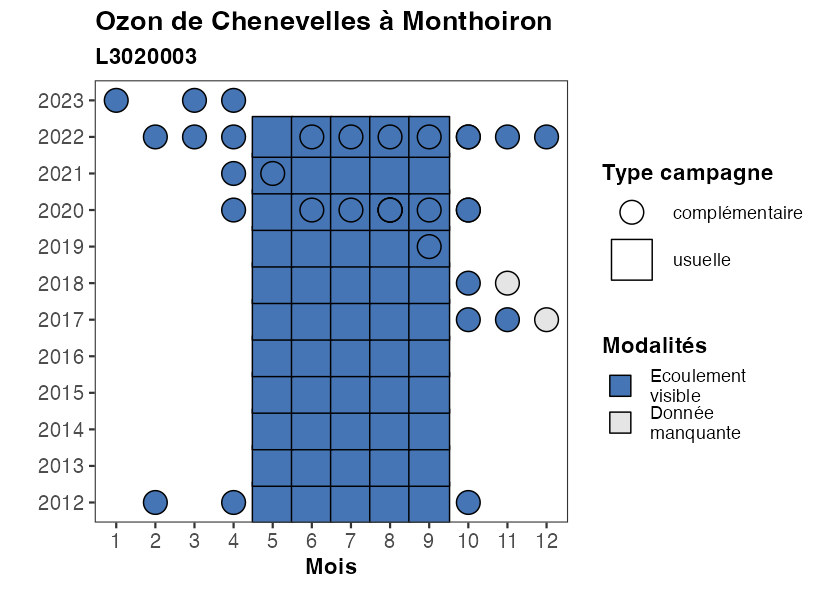 Ozon de Chenevelles à Monthoiron
L3020003
2023
2022
2021
2020
2019
2018
2017
2016
2015
2014
2013
2012
1 2 3 4 5 6 7 8 9 10 11 12
Mois
Type campagne
complémentaire
usuelle
Modalités
Ecoulement
visible
Donnée
manquante